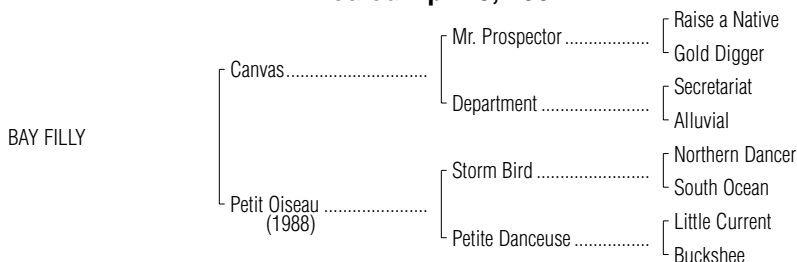 Raise a Native
Mr. Prospector ..................
Gold Digger
Canvas..............................
Secretariat
Department .......................
Alluvial
BAY FILLY
Northern Dancer
Storm Bird ........................
South Ocean
Petit Oiseau ......................
(1988)
Little Current
Petite Danceuse ................
Buckshee